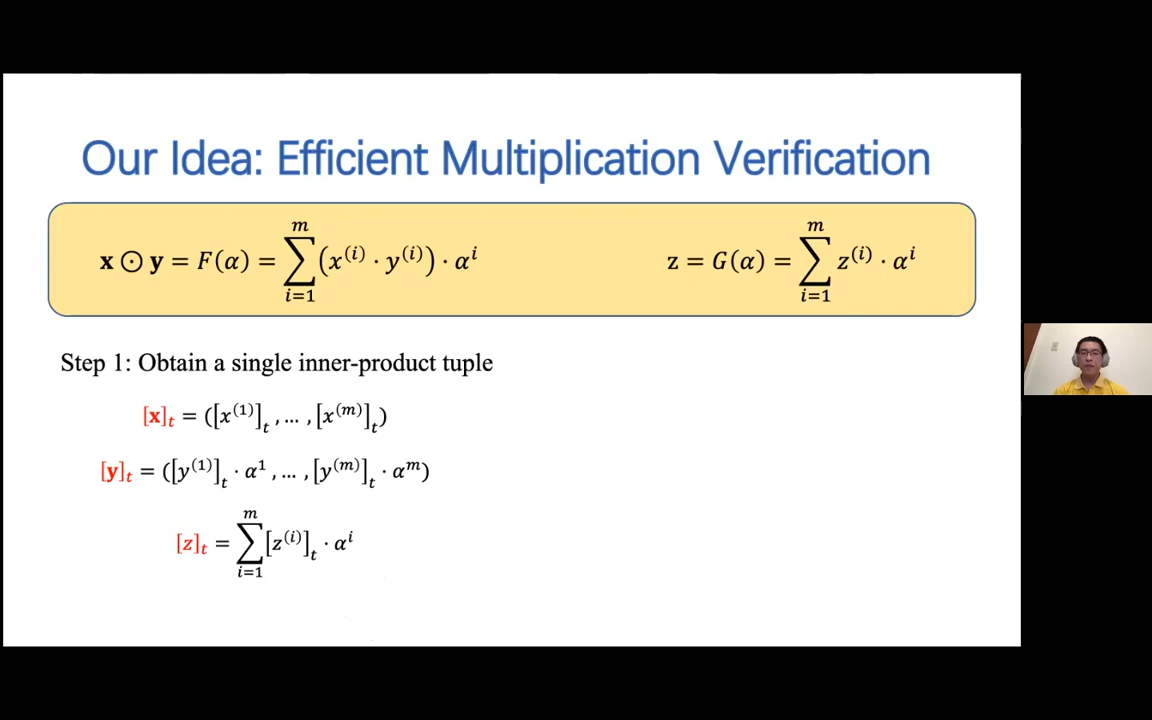 Our Idea: Efficient Multiplication Verification
𝐱 ⊙ 𝐲 = F(α) = ∑_{i=1}^{m} (x^{(i)} · y^{(i)}) · α^i
z = G(α) = ∑_{i=1}^{m} z^{(i)} · α^i
Step 1: Obtain a single inner-product tuple
[𝐱]_t = ([x^{(1)}]_t , … , [x^{(m)}]_t)
[𝐲]_t = ([y^{(1)}]_t · α^1 , … , [y^{(m)}]_t · α^m)
[z]_t = ∑_{i=1}^{m} [z^{(i)}]_t · α^i